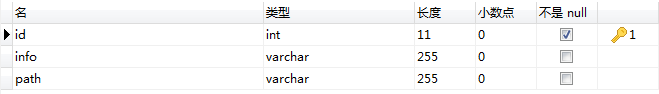 名 类型 长度 小数点 不是 null
id int 11 0 1
info varchar 255 0
path varchar 255 0